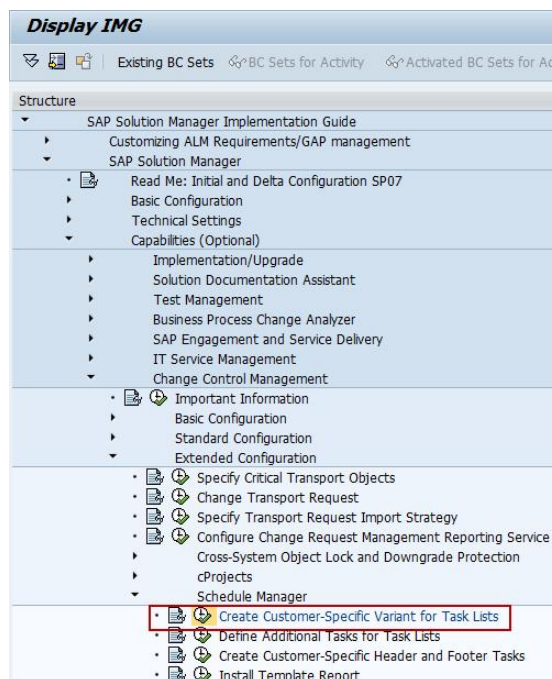 Display IMG
Existing BC Sets BC Sets for Activity Activated BC Sets for Ac
Structure
SAP Solution Manager Implementation Guide
Customizing ALM Requirements/GAP management
SAP Solution Manager
Read Me: Initial and Delta Configuration SP07
Basic Configuration
Technical Settings
Capabilities (Optional)
Implementation/Upgrade
Solution Documentation Assistant
Test Management
Business Process Change Analyzer
SAP Engagement and Service Delivery
IT Service Management
Change Control Management
Important Information
Basic Configuration
Standard Configuration
Extended Configuration
Specify Critical Transport Objects
Change Transport Request
Specify Transport Request Import Strategy
Configure Change Request Management Reporting Service
Cross-System Object Lock and Downgrade Protection
cProjects
Schedule Manager
Create Customer-Specific Variant for Task Lists
Define Additional Tasks for Task Lists
Create Customer-Specific Header and Footer Tasks
Install Template Report